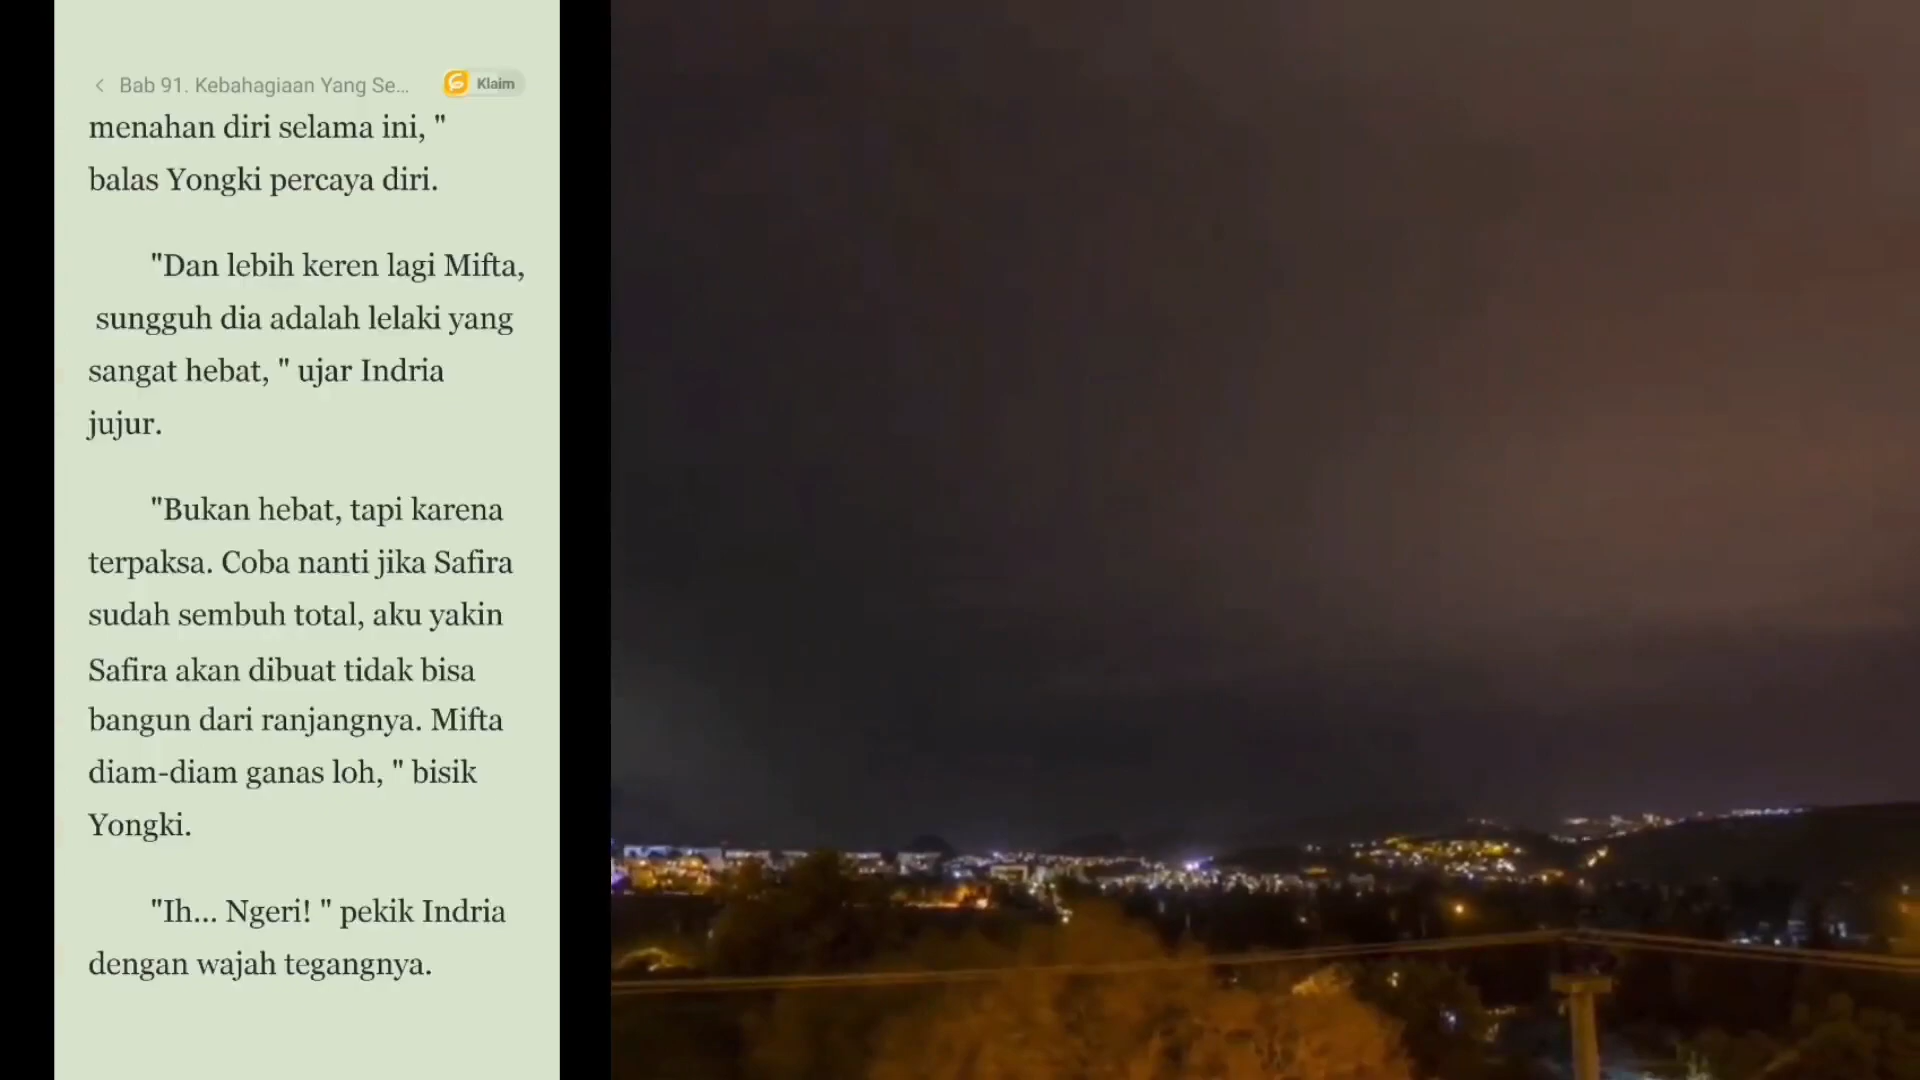 Bab 91. Kebahagiaan Yang Se...
Klaim
menahan diri selama ini, "
balas Yongki percaya diri.
"Dan lebih keren lagi Mifta,
sungguh dia adalah lelaki yang
sangat hebat, " ujar Indria
jujur.
"Bukan hebat, tapi karena
terpaksa. Coba nanti jika Safira
sudah sembuh total, aku yakin
Safira akan dibuat tidak bisa
bangun dari ranjangnya. Mifta
diam-diam ganas loh, " bisik
Yongki.
"Ih... Ngeri! " pekik Indria
dengan wajah tegangnya.